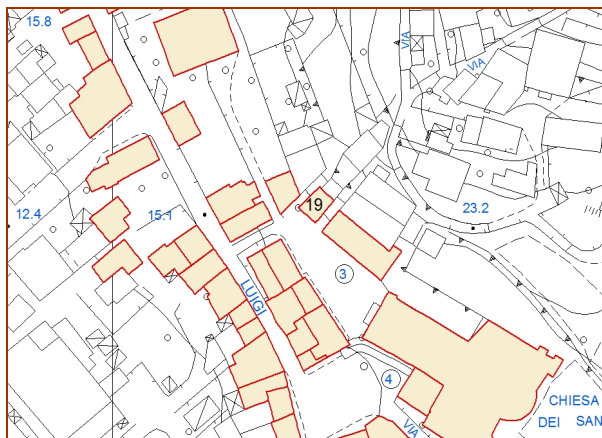 15.8
VIA
VIA
19
12.4
15.1
23.2
3
LUIGI
4
CHIESA
DEI SAN
VIA